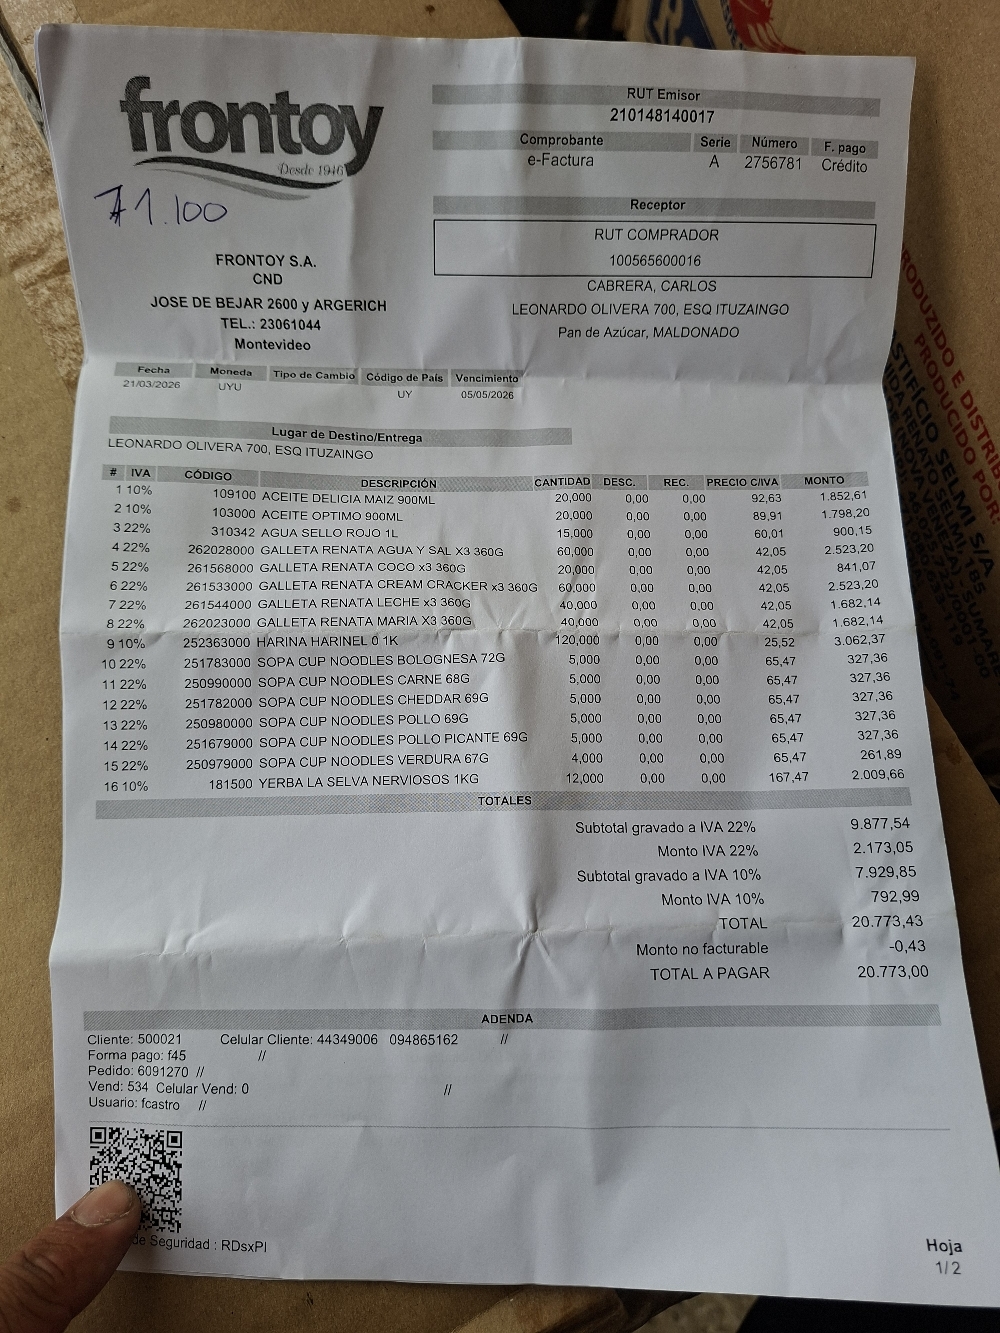 frontoy
Desde 1946
1.100
FRONTOY S.A.
CND
JOSE DE BEJAR 2600 y ARGERICH
TEL.: 23061044
Montevideo
RUT Emisor
210148140017
Comprobante Serie Número F. pago
e-Factura A 2756781 Crédito
Receptor
RUT COMPRADOR
100565600016
CABRERA, CARLOS
LEONARDO OLIVERA 700, ESQ ITUZAINGO
Pan de Azúcar, MALDONADO
Fecha Moneda Tipo de Cambio Código de País Vencimiento
21/03/2026 UYU UY 05/05/2026
Lugar de Destino/Entrega
LEONARDO OLIVERA 700, ESQ ITUZAINGO
# IVA CÓDIGO DESCRIPCIÓN CANTIDAD DESC. REC. PRECIO C/IVA MONTO
1 10% 109100 ACEITE DELICIA MAIZ 900ML 20,000 0,00 0,00 92,63 1.852,61
2 10% 103000 ACEITE OPTIMO 900ML 20,000 0,00 0,00 89,91 1.798,20
3 22% 310342 AGUA SELLO ROJO 1L 15,000 0,00 0,00 60,01 900,15
4 22% 262028000 GALLETA RENATA AGUA Y SAL X3 360G 60,000 0,00 0,00 42,05 2.523,20
5 22% 261568000 GALLETA RENATA COCO x3 360G 20,000 0,00 0,00 42,05 841,07
6 22% 261533000 GALLETA RENATA CREAM CRACKER x3 360G 60,000 0,00 0,00 42,05 2.523,20
7 22% 261544000 GALLETA RENATA LECHE x3 360G 40,000 0,00 0,00 42,05 1.682,14
8 22% 262023000 GALLETA RENATA MARIA X3 360G 40,000 0,00 0,00 42,05 1.682,14
9 10% 252363000 HARINA HARINEL 0 1K 120,000 0,00 0,00 25,52 3.062,37
10 22% 251783000 SOPA CUP NOODLES BOLOGNESA 72G 5,000 0,00 0,00 65,47 327,36
11 22% 250990000 SOPA CUP NOODLES CARNE 68G 5,000 0,00 0,00 65,47 327,36
12 22% 251782000 SOPA CUP NOODLES CHEDDAR 69G 5,000 0,00 0,00 65,47 327,36
13 22% 250980000 SOPA CUP NOODLES POLLO 69G 5,000 0,00 0,00 65,47 327,36
14 22% 251679000 SOPA CUP NOODLES POLLO PICANTE 69G 5,000 0,00 0,00 65,47 327,36
15 22% 250979000 SOPA CUP NOODLES VERDURA 67G 4,000 0,00 0,00 65,47 261,89
16 10% 181500 YERBA LA SELVA NERVIOSOS 1KG 12,000 0,00 0,00 167,47 2.009,66
TOTALES
Subtotal gravado a IVA 22% 9.877,54
Monto IVA 22% 2.173,05
Subtotal gravado a IVA 10% 7.929,85
Monto IVA 10% 792,99
TOTAL 20.773,43
Monto no facturable -0,43
TOTAL A PAGAR 20.773,00
ADENDA
Cliente: 500021 Celular Cliente: 44349006 094865162 //
Forma pago: f45 //
Pedido: 6091270 //
Vend: 534 Celular Vend: 0 //
Usuario: fcastro //
de Seguridad : RDsxPI
Hoja
1/2
PRODUCIDO POR